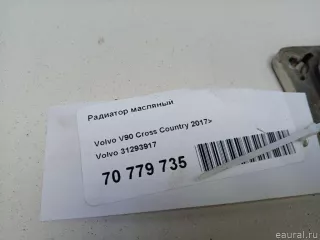 Радиатор масляный
Volvo V90 Cross Country 2017>
Volvo 31293917
70 779 735
eaural.ru